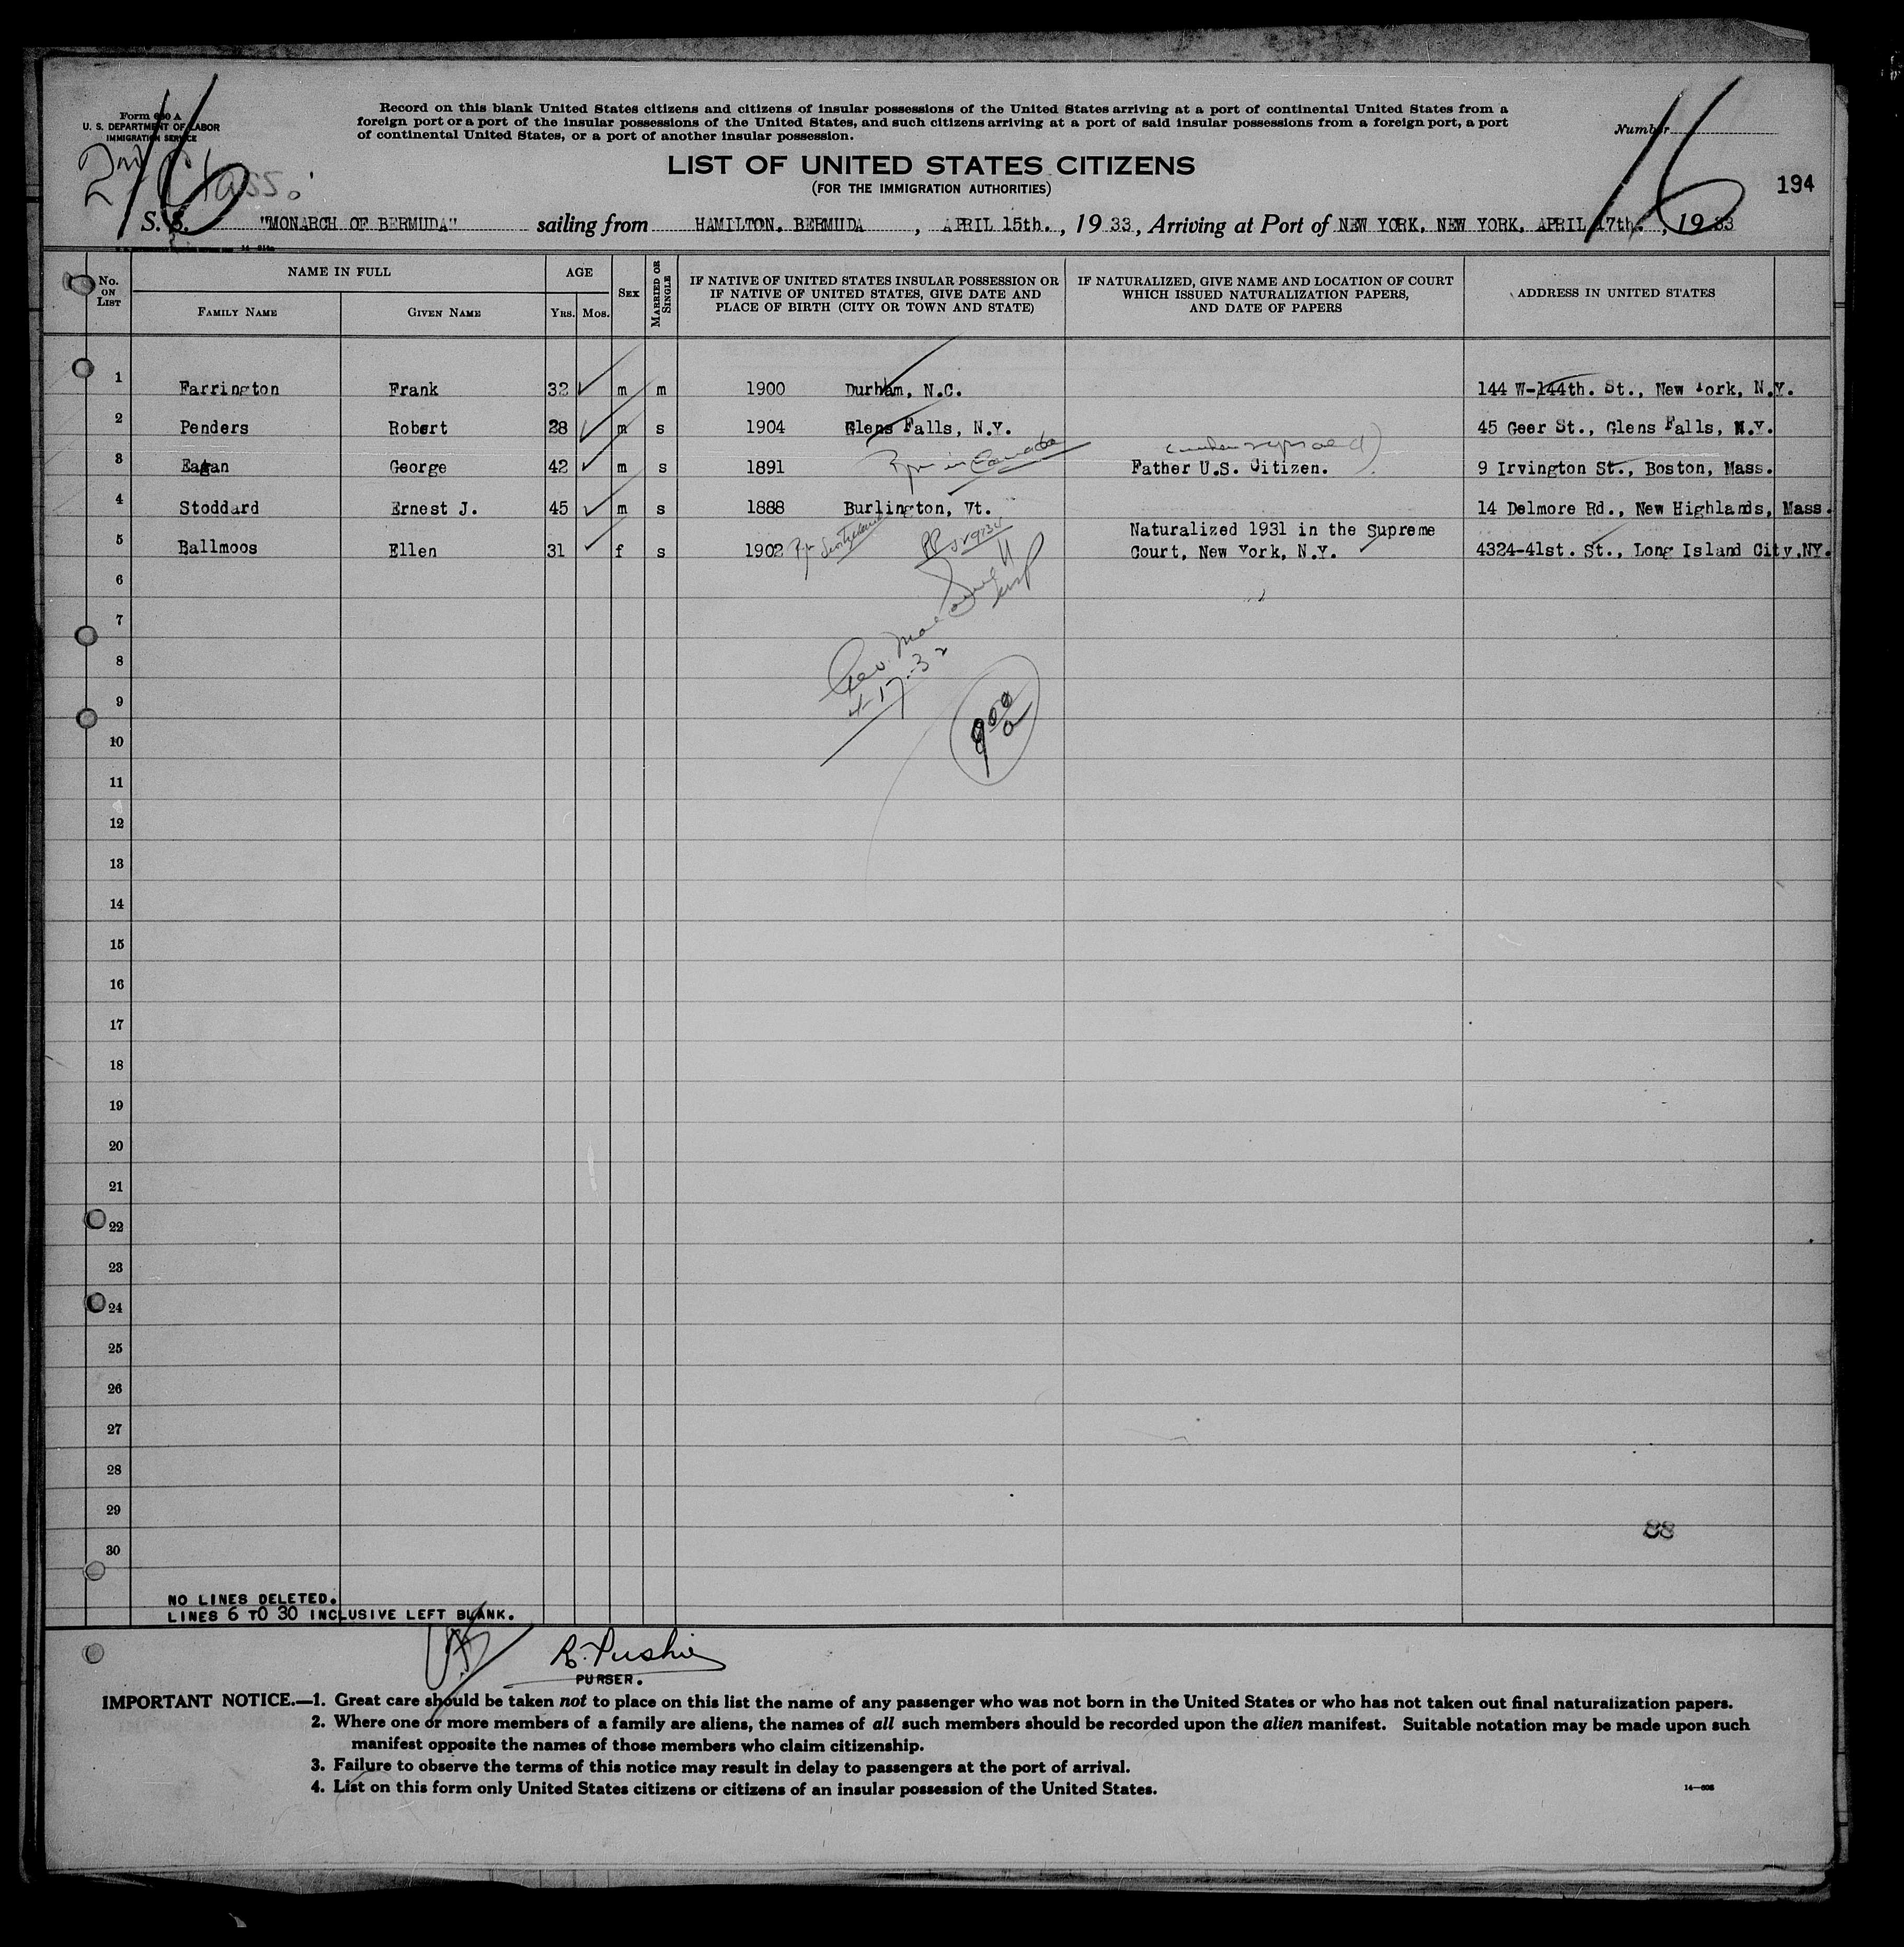 Form 630 A
U. S. DEPARTMENT OF LABOR
IMMIGRATION SERVICE
2nd Class.
16
Record on this blank United States citizens and citizens of insular possessions of the United States arriving at a port of continental United States from a
foreign port or a port of the insular possessions of the United States, and such citizens arriving at a port of said insular possessions from a foreign port, a port
of continental United States, or a port of another insular possession.
Number
16
LIST OF UNITED STATES CITIZENS
(FOR THE IMMIGRATION AUTHORITIES)
194
S. S. "MONARCH OF BERMUDA" sailing from HAMILTON, BERMUDA, APRIL 15th., 1933, Arriving at Port of NEW YORK, NEW YORK, APRIL 17th., 1933
No. ON LIST
NAME IN FULL
FAMILY NAME GIVEN NAME
AGE
YRS. MOS.
SEX
MARRIED OR SINGLE
IF NATIVE OF UNITED STATES INSULAR POSSESSION OR
IF NATIVE OF UNITED STATES, GIVE DATE AND
PLACE OF BIRTH (CITY OR TOWN AND STATE)
IF NATURALIZED, GIVE NAME AND LOCATION OF COURT
WHICH ISSUED NATURALIZATION PAPERS,
AND DATE OF PAPERS
ADDRESS IN UNITED STATES
1 Farrington Frank 32 m m 1900 Durham, N.C. 144 W-144th. St., New York, N.Y.
2 Penders Robert 28 m s 1904 Glens Falls, N.Y. 45 Geer St., Glens Falls, N.Y.
3 Eagan George 42 m s 1891 in Canada Father U.S. Citizen. 9 Irvington St., Boston, Mass.
4 Stoddard Ernest J. 45 m s 1888 Burlington, Vt. 14 Delmore Rd., New Highlands, Mass.
Naturalized 1931 in the Supreme
5 Ballmoos Ellen 31 f s 1902 Switzerland PP Court, New York, N.Y. 4324-41st. St., Long Island City,NY.
6
7
8
4-17-32
9
900
10
11
12
13
14
15
16
17
18
19
20
21
22
23
24
25
26
27
28
29
88
30
NO LINES DELETED.
LINES 6 TO 30 INCLUSIVE LEFT BLANK.
R. Pushie
PURSER.
IMPORTANT NOTICE.—1. Great care should be taken not to place on this list the name of any passenger who was not born in the United States or who has not taken out final naturalization papers.
2. Where one or more members of a family are aliens, the names of all such members should be recorded upon the alien manifest. Suitable notation may be made upon such
manifest opposite the names of those members who claim citizenship.
3. Failure to observe the terms of this notice may result in delay to passengers at the port of arrival.
4. List on this form only United States citizens or citizens of an insular possession of the United States.